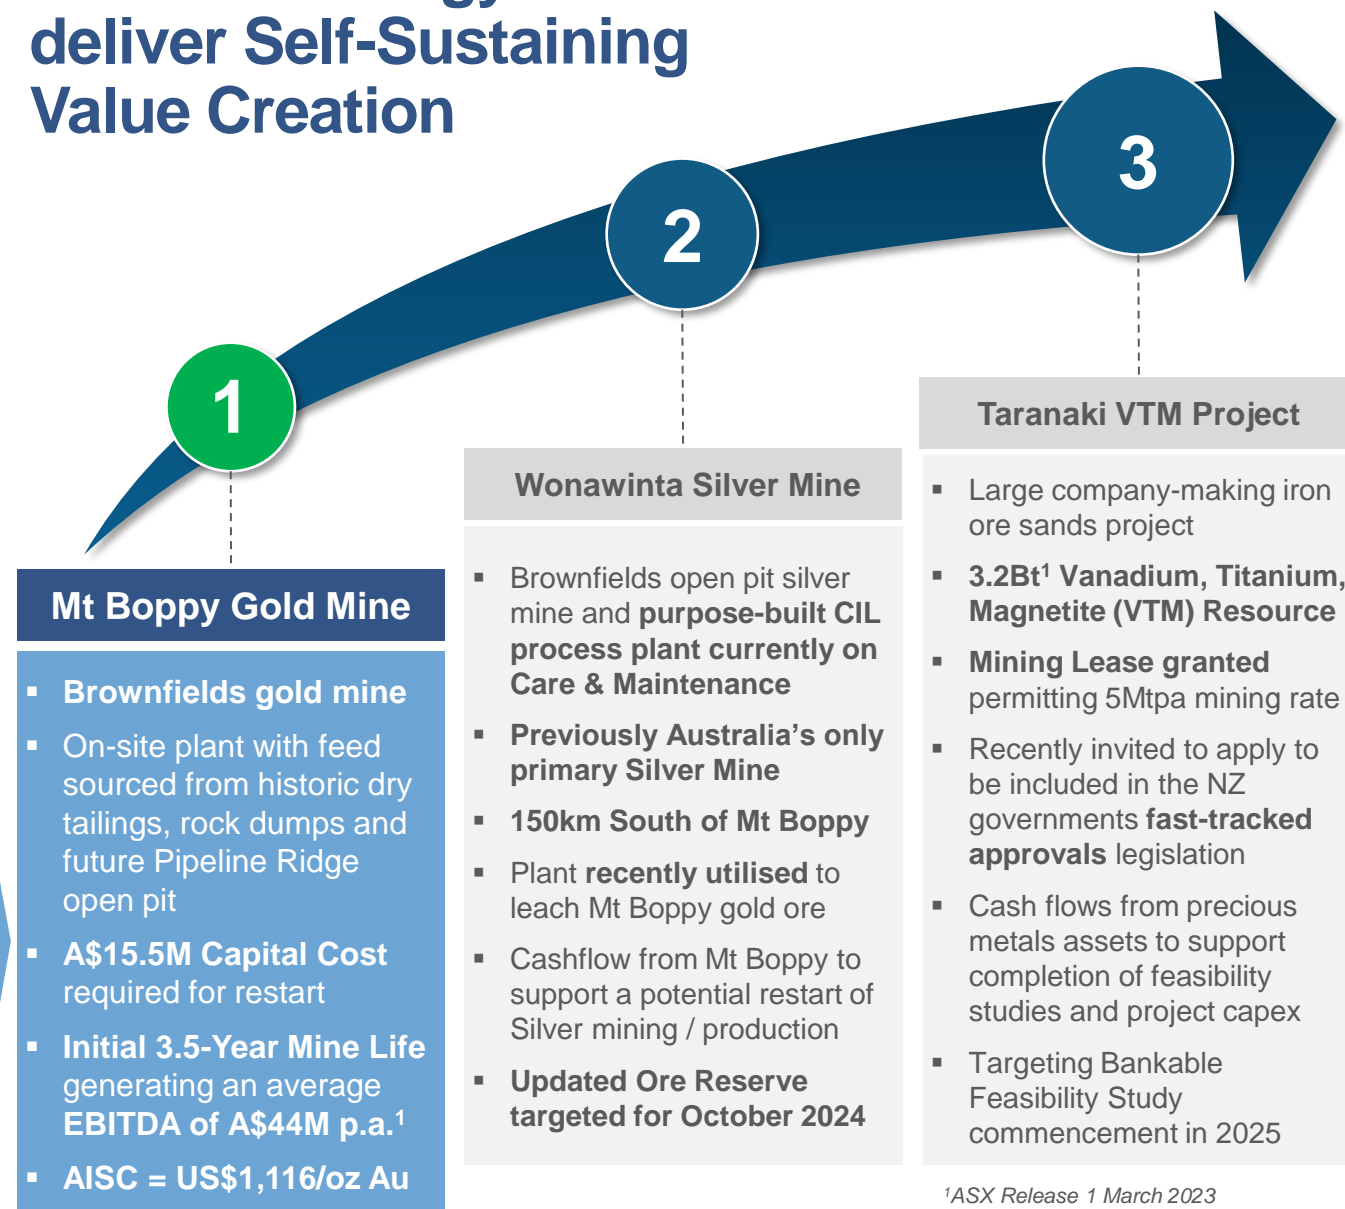 deliver Self-Sustaining
Value Creation
1
2
3
Mt Boppy Gold Mine
▪ Brownfields gold mine
▪ On-site plant with feed
sourced from historic dry
tailings, rock dumps and
future Pipeline Ridge
open pit
▪ A$15.5M Capital Cost
required for restart
▪ Initial 3.5-Year Mine Life
generating an average
EBITDA of A$44M p.a.¹
▪ AISC = US$1,116/oz Au
Wonawinta Silver Mine
▪ Brownfields open pit silver
mine and purpose-built CIL
process plant currently on
Care & Maintenance
▪ Previously Australia's only
primary Silver Mine
▪ 150km South of Mt Boppy
▪ Plant recently utilised to
leach Mt Boppy gold ore
▪ Cashflow from Mt Boppy to
support a potential restart of
Silver mining / production
▪ Updated Ore Reserve
targeted for October 2024
Taranaki VTM Project
▪ Large company-making iron
ore sands project
▪ 3.2Bt¹ Vanadium, Titanium,
Magnetite (VTM) Resource
▪ Mining Lease granted
permitting 5Mtpa mining rate
▪ Recently invited to apply to
be included in the NZ
governments fast-tracked
approvals legislation
▪ Cash flows from precious
metals assets to support
completion of feasibility
studies and project capex
▪ Targeting Bankable
Feasibility Study
commencement in 2025
¹ASX Release 1 March 2023